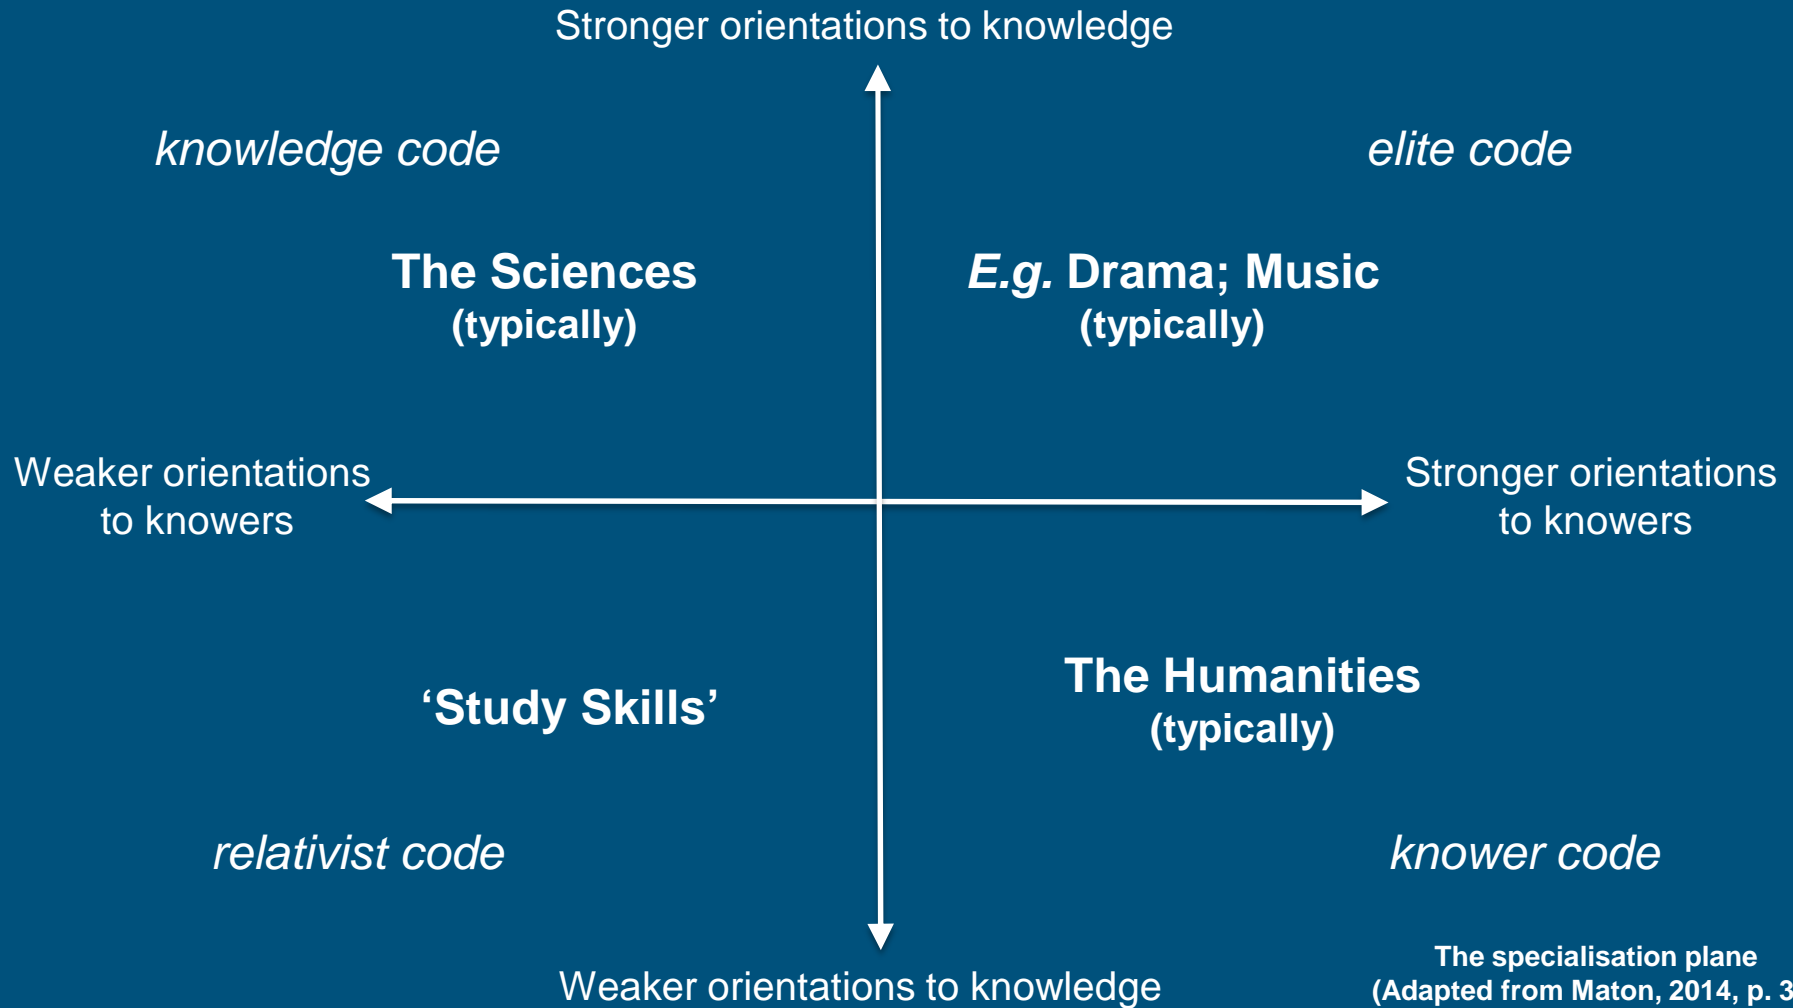 Stronger orientations to knowledge
knowledge code
elite code
The Sciences
(typically)
E.g. Drama; Music
(typically)
Weaker orientations
to knowers
Stronger orientations
to knowers
‘Study Skills’
The Humanities
(typically)
relativist code
knower code
Weaker orientations to knowledge
The specialisation plane
(Adapted from Maton, 2014, p. 3